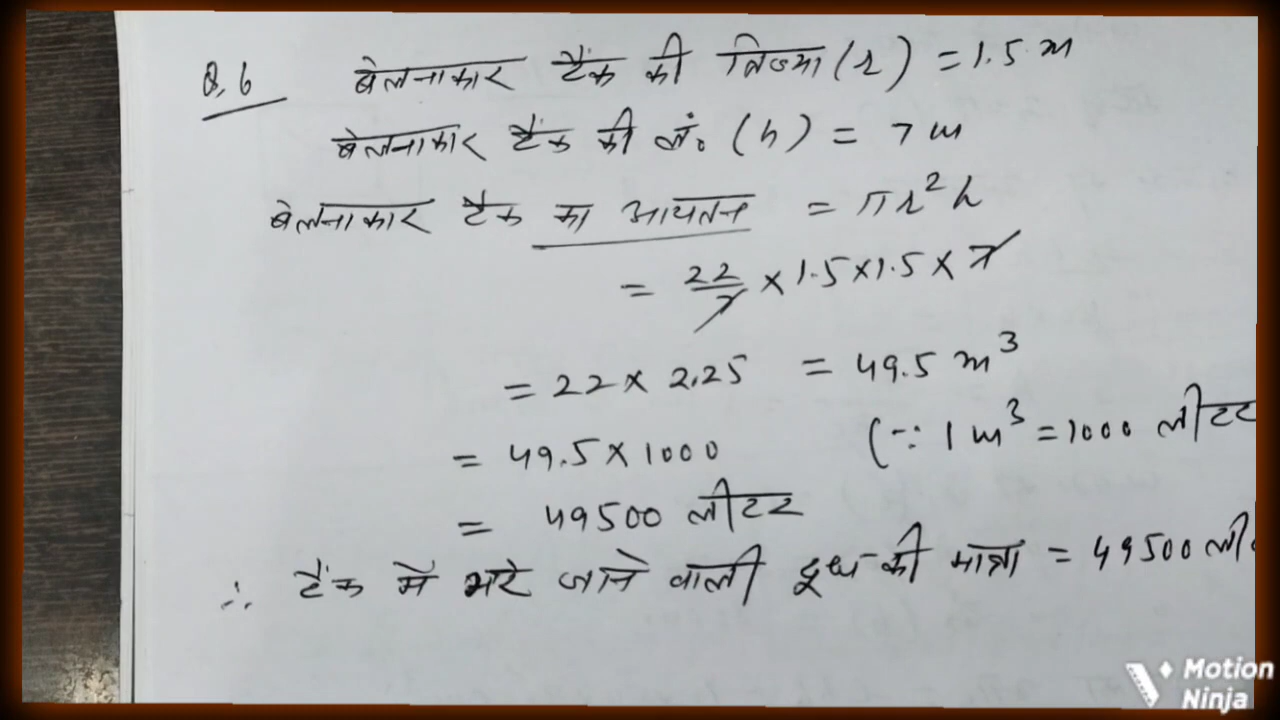 Q.6 बेलनाकार टैंक की त्रिज्या (r) = 1.5 m
बेलनाकार टैंक की लं० (h) = 7 m
बेलनाकार टैंक का आयतन = πr²h
= 22/7 × 1.5 × 1.5 × 7
= 22 × 2.25 = 49.5 m³
= 49.5 × 1000 (∵ 1 m³ = 1000 लीटर
= 49500 लीटर
∴ टैंक में भरे जाने वाली दूध की मात्रा = 49500 ली
Motion
Ninja